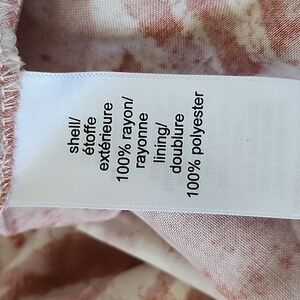 shell/
étoffe
extérieure
100% rayon/
rayonne
lining/
doublure
100% polyester